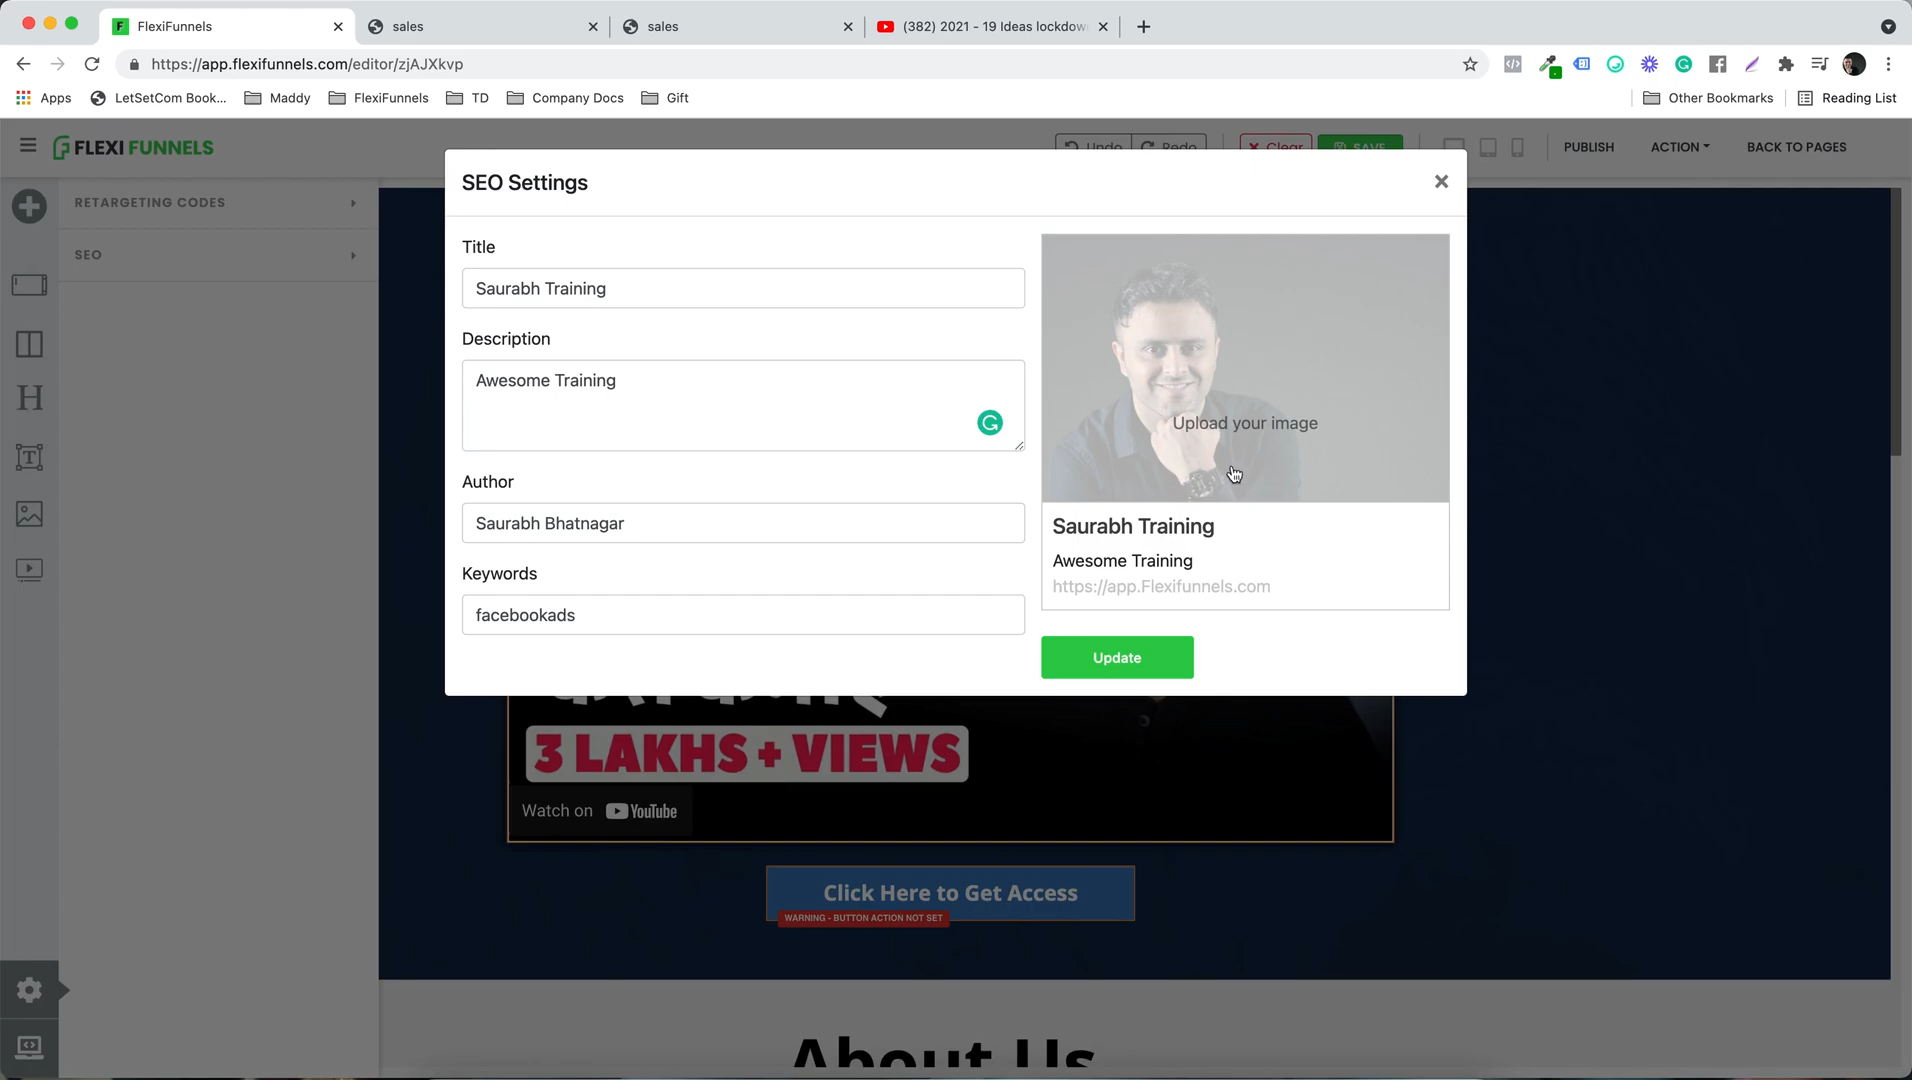 FlexiFunnels
sales
sales
(382) 2021 - 19 Ideas lockdow
https://app.flexifunnels.com/editor/zjAJXkvp
Apps
LetSetCom Book...
Maddy
FlexiFunnels
TD
Company Docs
Gift
Other Bookmarks
Reading List
FLEXI FUNNELS
Undo
Redo
Clear
SAVE
PUBLISH
ACTION
BACK TO PAGES
SEO Settings
RETARGETING CODES
SEO
Title
Saurabh Training
Description
Awesome Training
Upload your image
Author
Saurabh Bhatnagar
Saurabh Training
Awesome Training
https://app.Flexifunnels.com
Keywords
facebookads
Update
3 LAKHS + VIEWS
Watch on YouTube
Click Here to Get Access
WARNING - BUTTON ACTION NOT SET
About Us